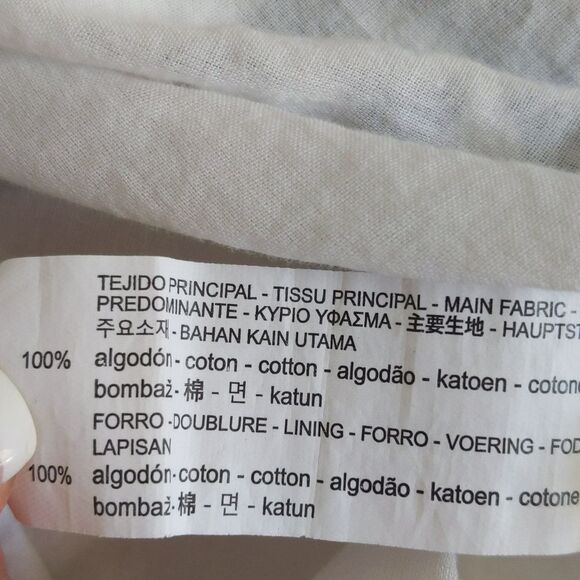 TEJIDO PRINCIPAL - TISSU PRINCIPAL - MAIN FABRIC -
PREDOMINANTE - ΚΥΡΙΟ ΥΦΑΣΜΑ - 主要生地 - HAUPTST
주요소재 - BAHAN KAIN UTAMA
100% algodón - coton - cotton - algodão - katoen - cotone
bombaž - 棉 - 면 - katun
FORRO - DOUBLURE - LINING - FORRO - VOERING - FOD
LAPISAN
100% algodón - coton - cotton - algodão - katoen - cotone
bombaž - 棉 - 면 - katun